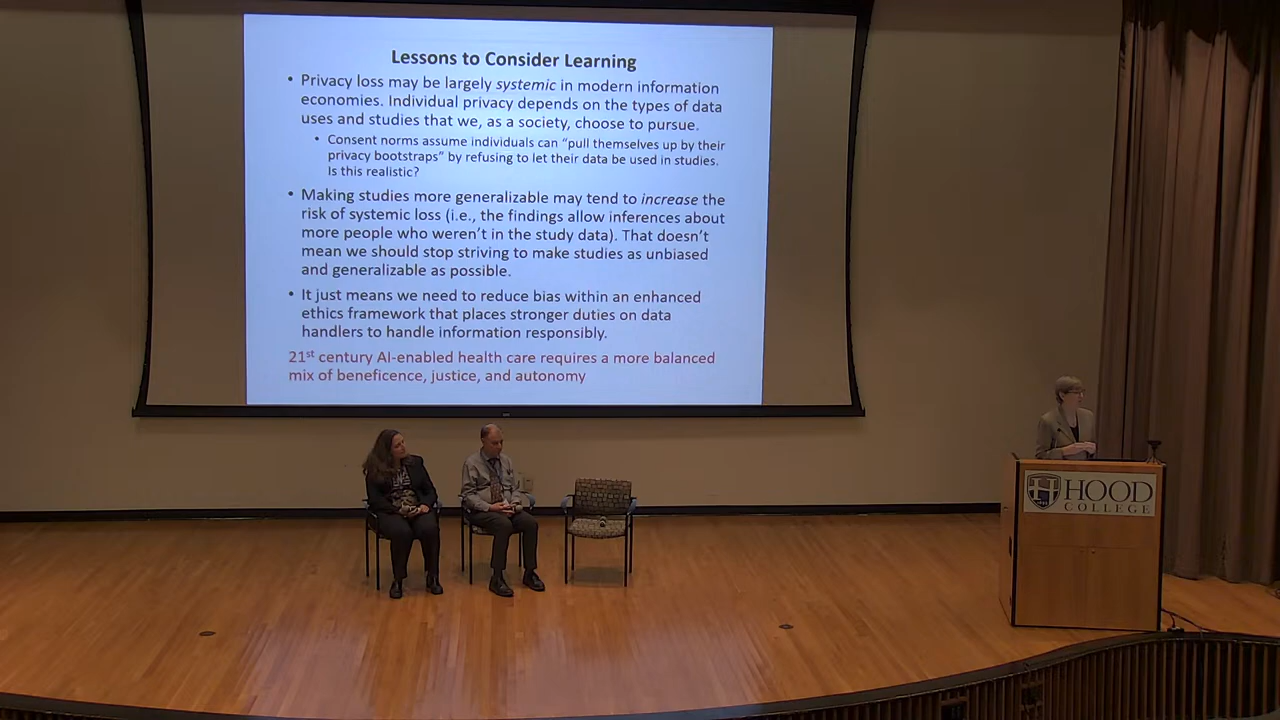 Lessons to Consider Learning
• Privacy loss may be largely systemic in modern information
economies. Individual privacy depends on the types of data
uses and studies that we, as a society, choose to pursue.
• Consent norms assume individuals can “pull themselves up by their
privacy bootstraps” by refusing to let their data be used in studies.
Is this realistic?
• Making studies more generalizable may tend to increase the
risk of systemic loss (i.e., the findings allow inferences about
more people who weren’t in the study data). That doesn’t
mean we should stop striving to make studies as unbiased
and generalizable as possible.
• It just means we need to reduce bias within an enhanced
ethics framework that places stronger duties on data
handlers to handle information responsibly.
21st century AI-enabled health care requires a more balanced
mix of beneficence, justice, and autonomy
HOOD
COLLEGE